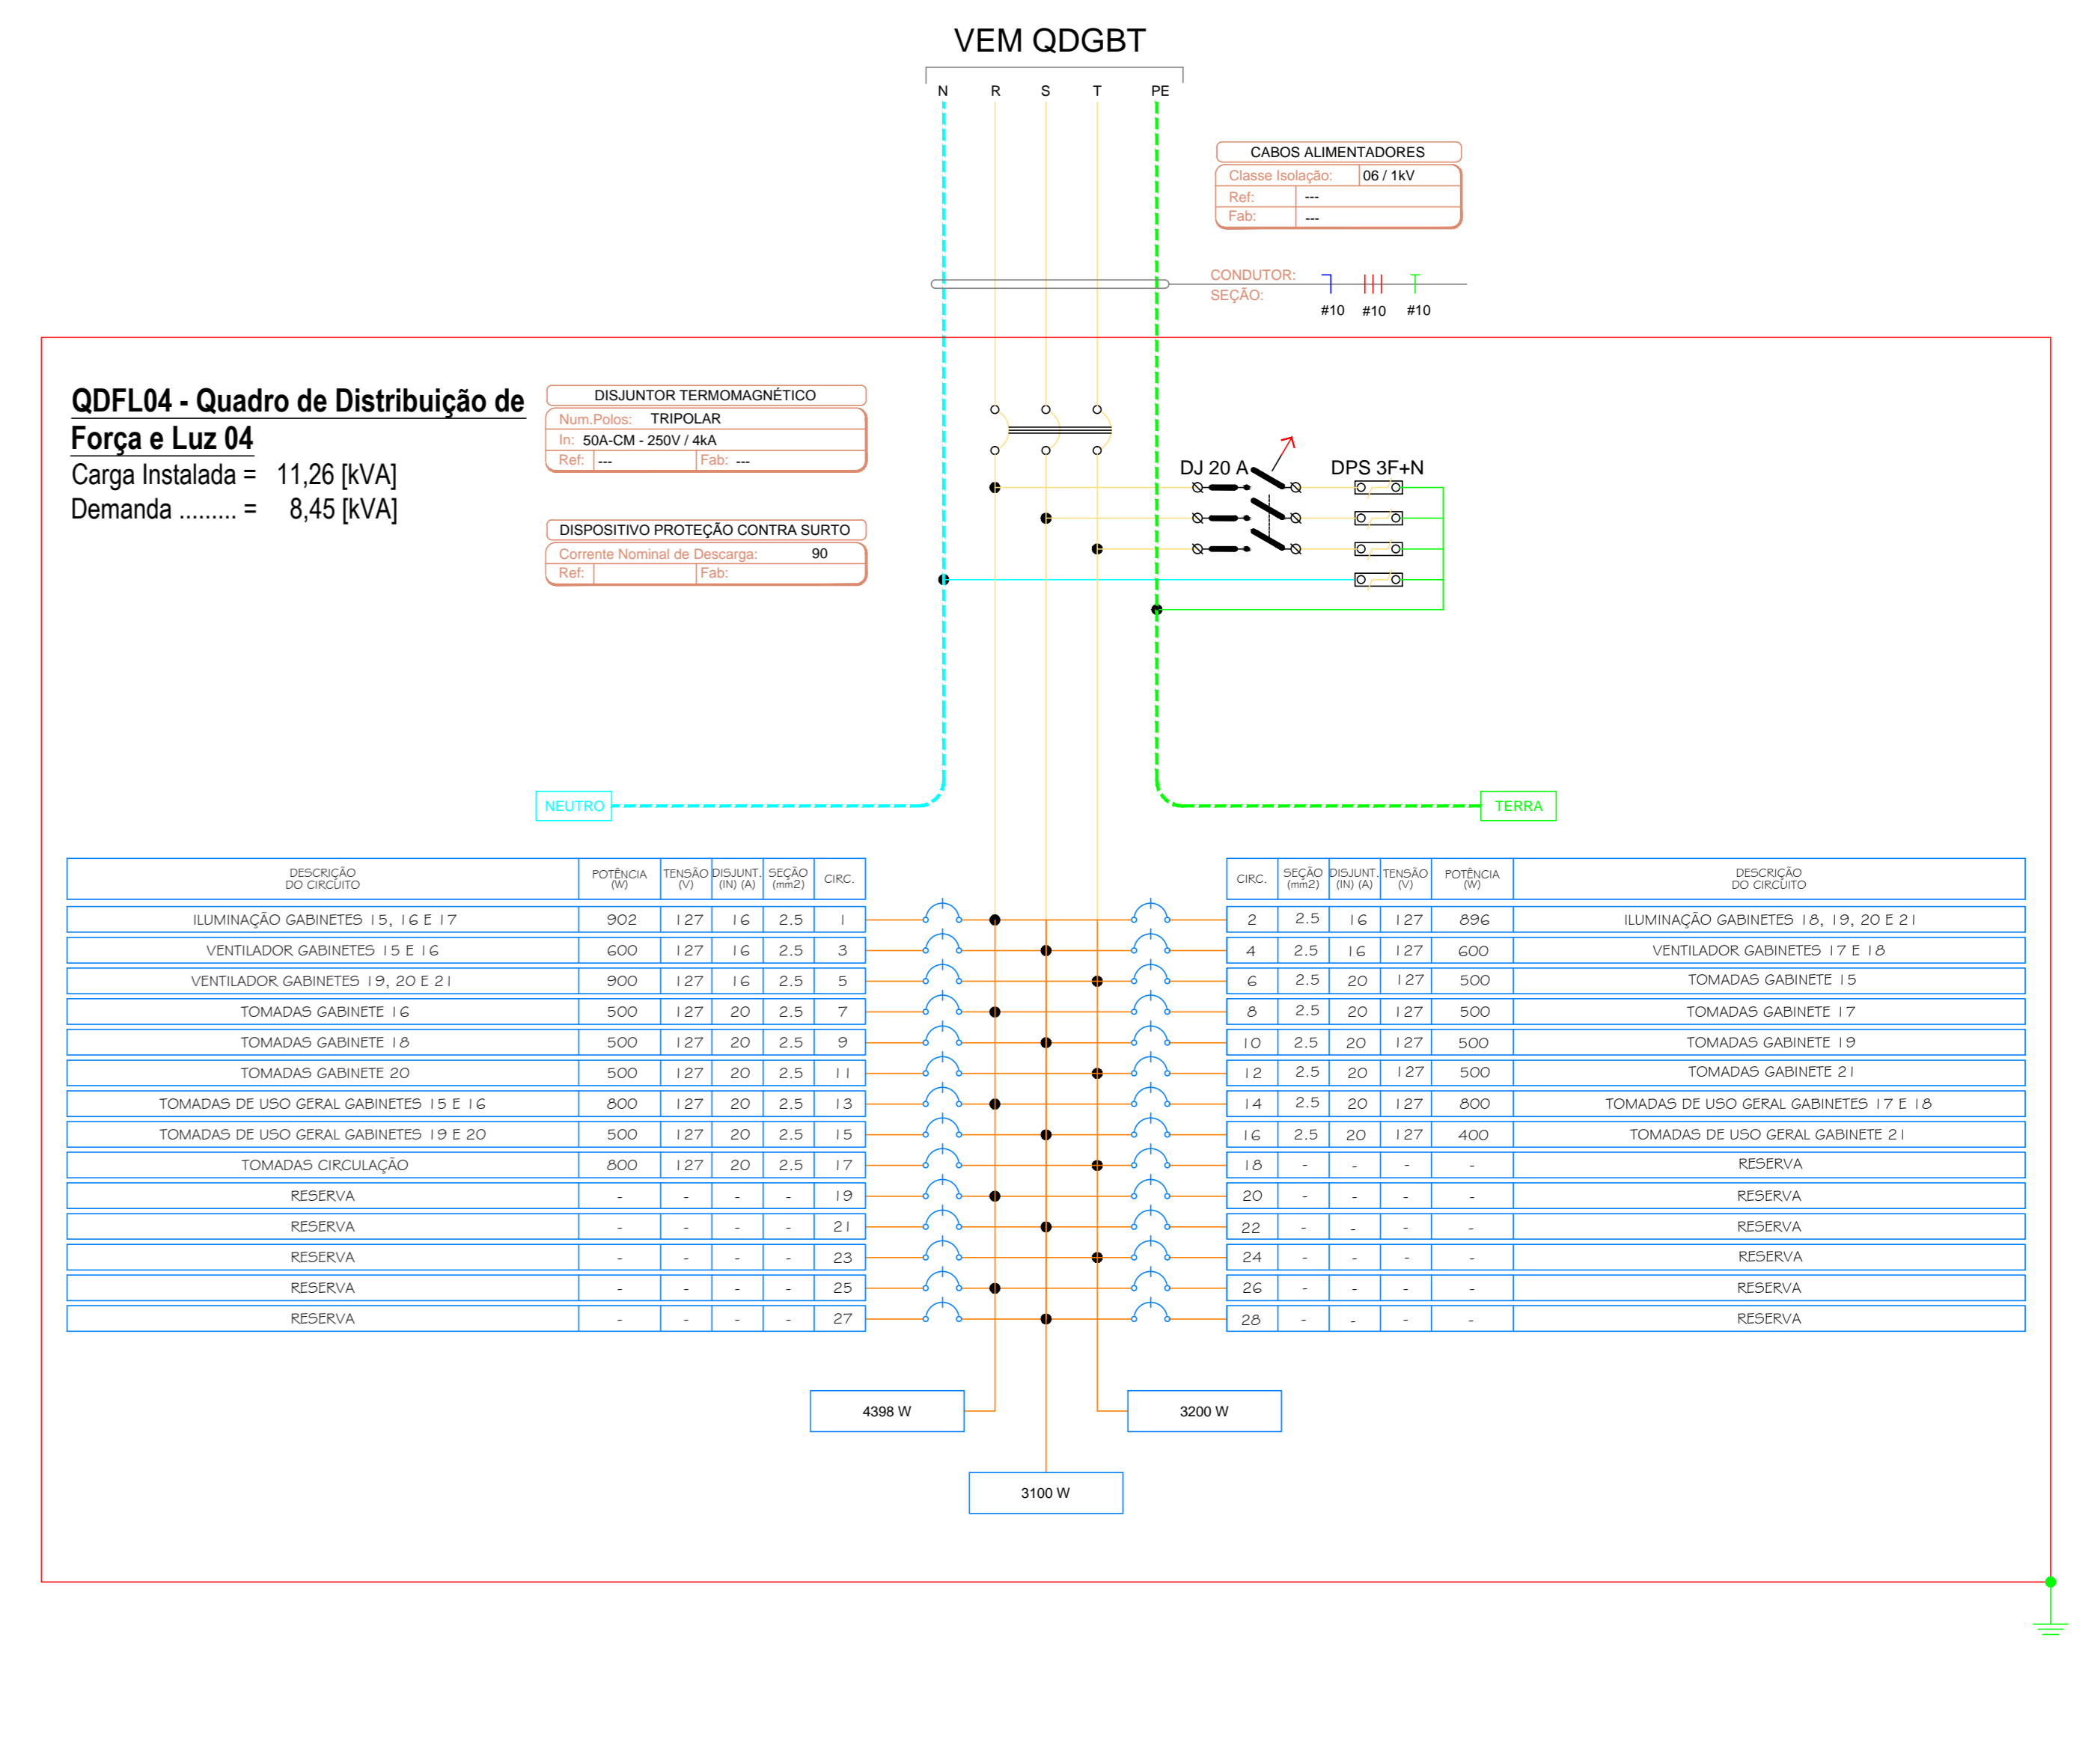 VEM QDGBT
N R S T PE
CABOS ALIMENTADORES
Classe Isolação: 06 / 1kV
Ref: ---
Fab: ---
CONDUTOR:
SEÇÃO:
#10 #10 #10
QDFL04 - Quadro de Distribuição de
Força e Luz 04
Carga Instalada = 11,26 [kVA]
Demanda ......... = 8,45 [kVA]
DISJUNTOR TERMOMAGNÉTICO
Num.Polos: TRIPOLAR
In: 50A-CM - 250V / 4kA
Ref: --- Fab: ---
DISPOSITIVO PROTEÇÃO CONTRA SURTO
Corrente Nominal de Descarga: 90
Ref: Fab:
DJ 20 A DPS 3F+N
NEUTRO
TERRA
DESCRIÇÃO DO CIRCUITO POTÊNCIA (W) TENSÃO (V) DISJUNT. (IN) (A) SEÇÃO (mm2) CIRC.
ILUMINAÇÃO GABINETES 15, 16 E 17 902 127 16 2.5 1
VENTILADOR GABINETES 15 E 16 600 127 16 2.5 3
VENTILADOR GABINETES 19, 20 E 21 900 127 16 2.5 5
TOMADAS GABINETE 16 500 127 20 2.5 7
TOMADAS GABINETE 18 500 127 20 2.5 9
TOMADAS GABINETE 20 500 127 20 2.5 11
TOMADAS DE USO GERAL GABINETES 15 E 16 800 127 20 2.5 13
TOMADAS DE USO GERAL GABINETES 19 E 20 500 127 20 2.5 15
TOMADAS CIRCULAÇÃO 800 127 20 2.5 17
RESERVA - - - - 19
RESERVA - - - - 21
RESERVA - - - - 23
RESERVA - - - - 25
RESERVA - - - - 27
CIRC. SEÇÃO (mm2) DISJUNT. (IN) (A) TENSÃO (V) POTÊNCIA (W) DESCRIÇÃO DO CIRCUITO
2 2.5 16 127 896 ILUMINAÇÃO GABINETES 18, 19, 20 E 21
4 2.5 16 127 600 VENTILADOR GABINETES 17 E 18
6 2.5 20 127 500 TOMADAS GABINETE 15
8 2.5 20 127 500 TOMADAS GABINETE 17
10 2.5 20 127 500 TOMADAS GABINETE 19
12 2.5 20 127 500 TOMADAS GABINETE 21
14 2.5 20 127 800 TOMADAS DE USO GERAL GABINETES 17 E 18
16 2.5 20 127 400 TOMADAS DE USO GERAL GABINETE 21
18 - - - - RESERVA
20 - - - - RESERVA
22 - - - - RESERVA
24 - - - - RESERVA
26 - - - - RESERVA
28 - - - - RESERVA
4398 W
3200 W
3100 W